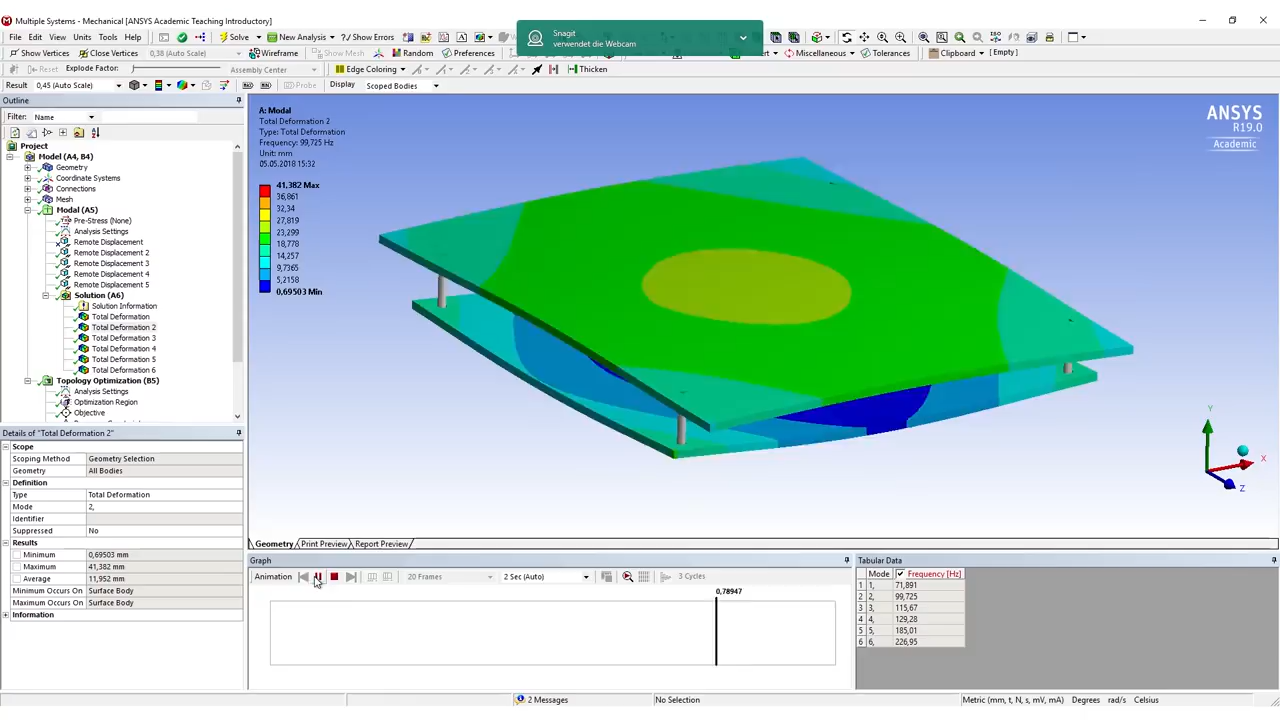 Multiple Systems - Mechanical [ANSYS Academic Teaching Introductory]
File Edit View Units Tools Help Solve New Analysis Show Errors
Snagit
verwendet die Webcam
Show Vertices Close Vertices 0,38 (Auto Scale) Wireframe Show Mesh Random Preferences Miscellaneous Tolerances Clipboard [ Empty ]
Reset Explode Factor: Assembly Center Edge Coloring Thicken
Result 0,45 (Auto Scale) Probe Display Scoped Bodies
Outline
Filter: Name
Project
Model (A4, B4)
Geometry
Coordinate Systems
Connections
Mesh
Modal (A5)
Pre-Stress (None)
Analysis Settings
Remote Displacement
Remote Displacement 2
Remote Displacement 3
Remote Displacement 4
Remote Displacement 5
Solution (A6)
Solution Information
Total Deformation
Total Deformation 2
Total Deformation 3
Total Deformation 4
Total Deformation 5
Total Deformation 6
Topology Optimization (B5)
Analysis Settings
Optimization Region
Objective
Details of "Total Deformation 2"
Scope
Scoping Method Geometry Selection
Geometry All Bodies
Definition
Type Total Deformation
Mode 2,
Identifier
Suppressed No
Results
Minimum 0,69503 mm
Maximum 41,382 mm
Average 11,952 mm
Minimum Occurs On Surface Body
Maximum Occurs On Surface Body
Information
A: Modal
Total Deformation 2
Type: Total Deformation
Frequency: 99,725 Hz
Unit: mm
05.05.2018 15:32
41,382 Max
36,861
32,34
27,819
23,299
18,778
14,257
9,7365
5,2158
0,69503 Min
ANSYS
R19.0
Academic
Y
X
Z
Geometry Print Preview Report Preview
Graph
Animation 20 Frames 2 Sec (Auto) 3 Cycles
0,78947
Tabular Data
Mode Frequency [Hz]
1 1, 71,891
2 2, 99,725
3 3, 115,67
4 4, 129,28
5 5, 185,01
6 6, 226,95
2 Messages No Selection Metric (mm, t, N, s, mV, mA) Degrees rad/s Celsius